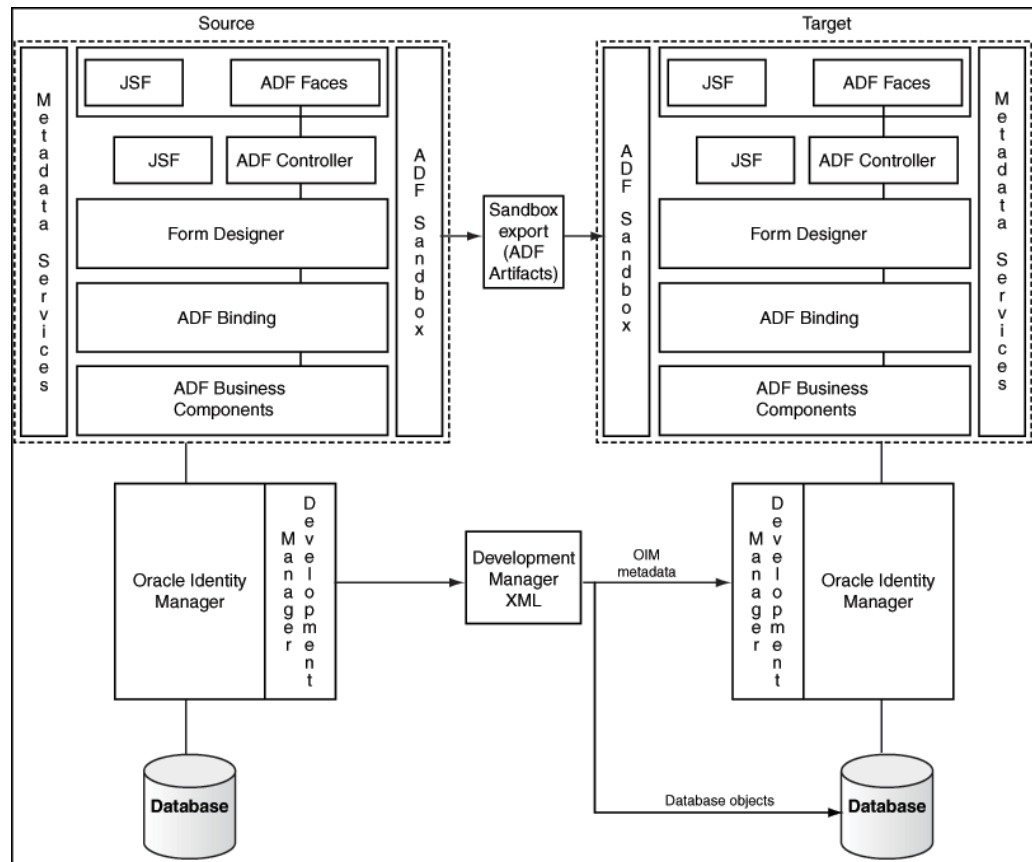 Source
Target
Metadata Services
JSF
ADF Faces
JSF
ADF Controller
Form Designer
ADF Binding
ADF Business
Components
ADF Sandbox
Sandbox
export
(ADF
Artifacts)
ADF Sandbox
JSF
ADF Faces
JSF
ADF Controller
Form Designer
ADF Binding
ADF Business
Components
Metadata Services
Oracle Identity
Manager
Development
Manager
Development
Manager
XML
OIM
metadata
Development
Manager
Oracle Identity
Manager
Database
Database objects
Database